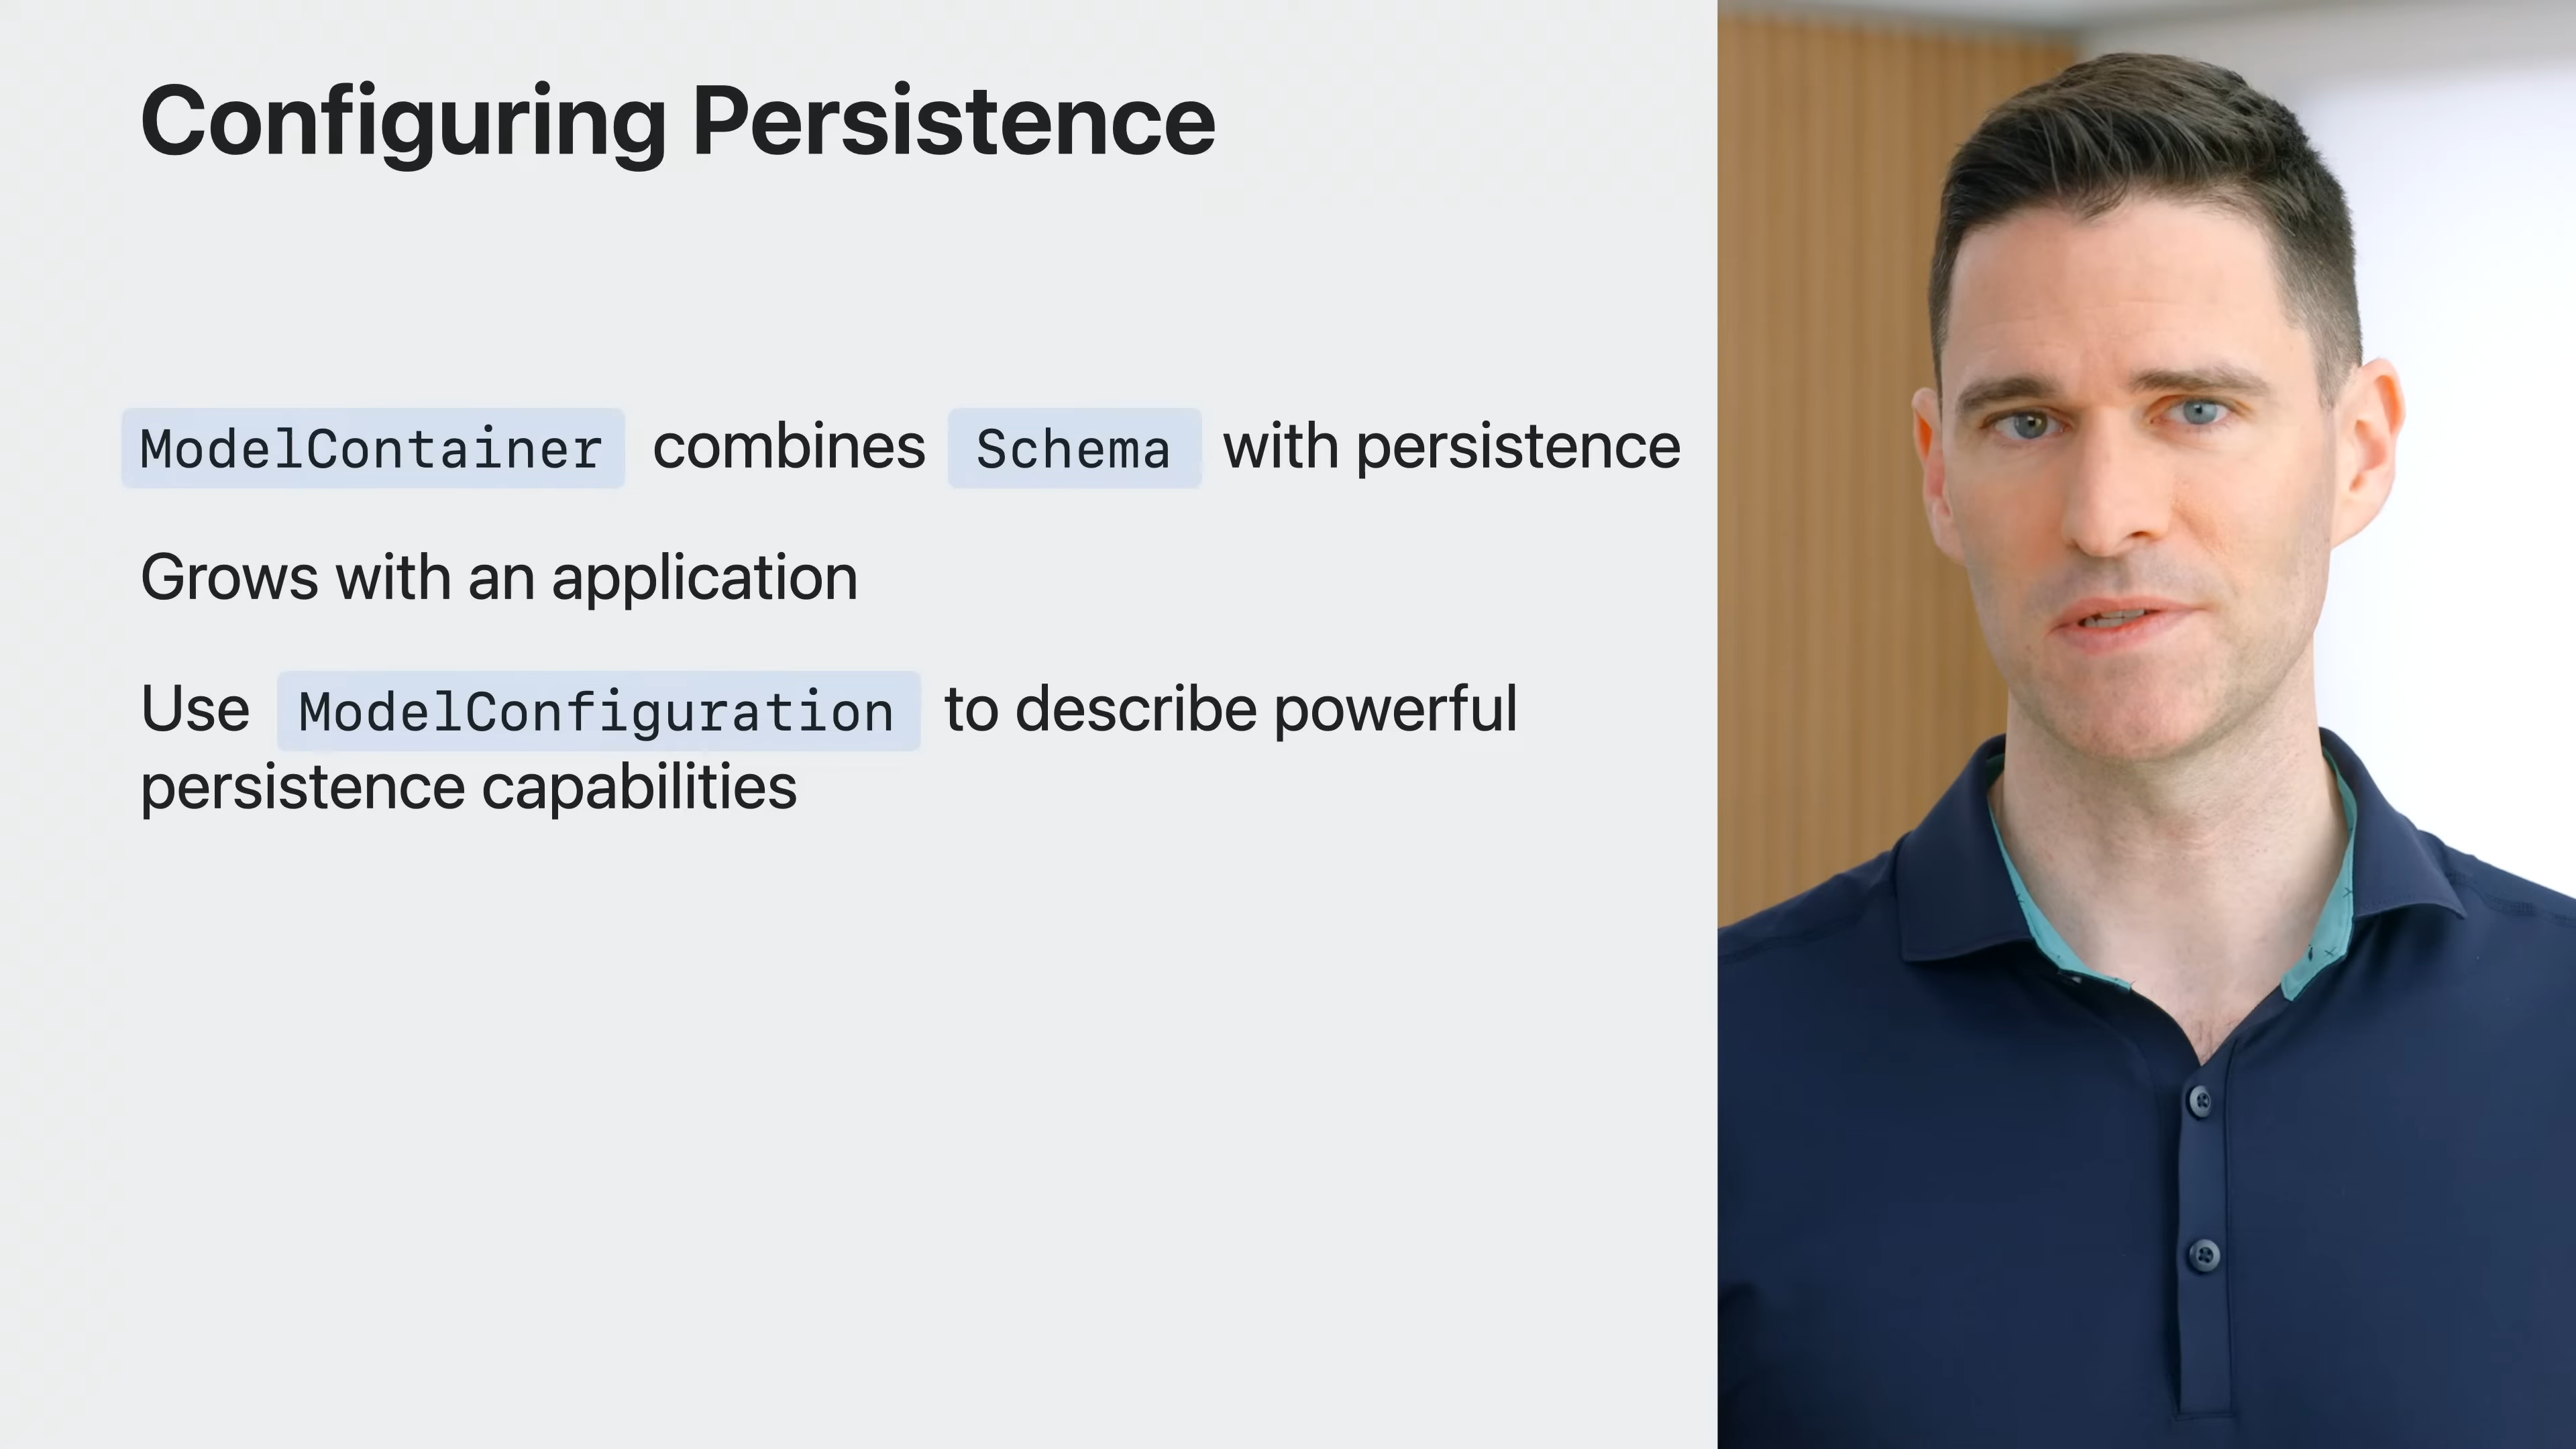 Configuring Persistence
ModelContainer combines Schema with persistence
Grows with an application
Use ModelConfiguration to describe powerful
persistence capabilities